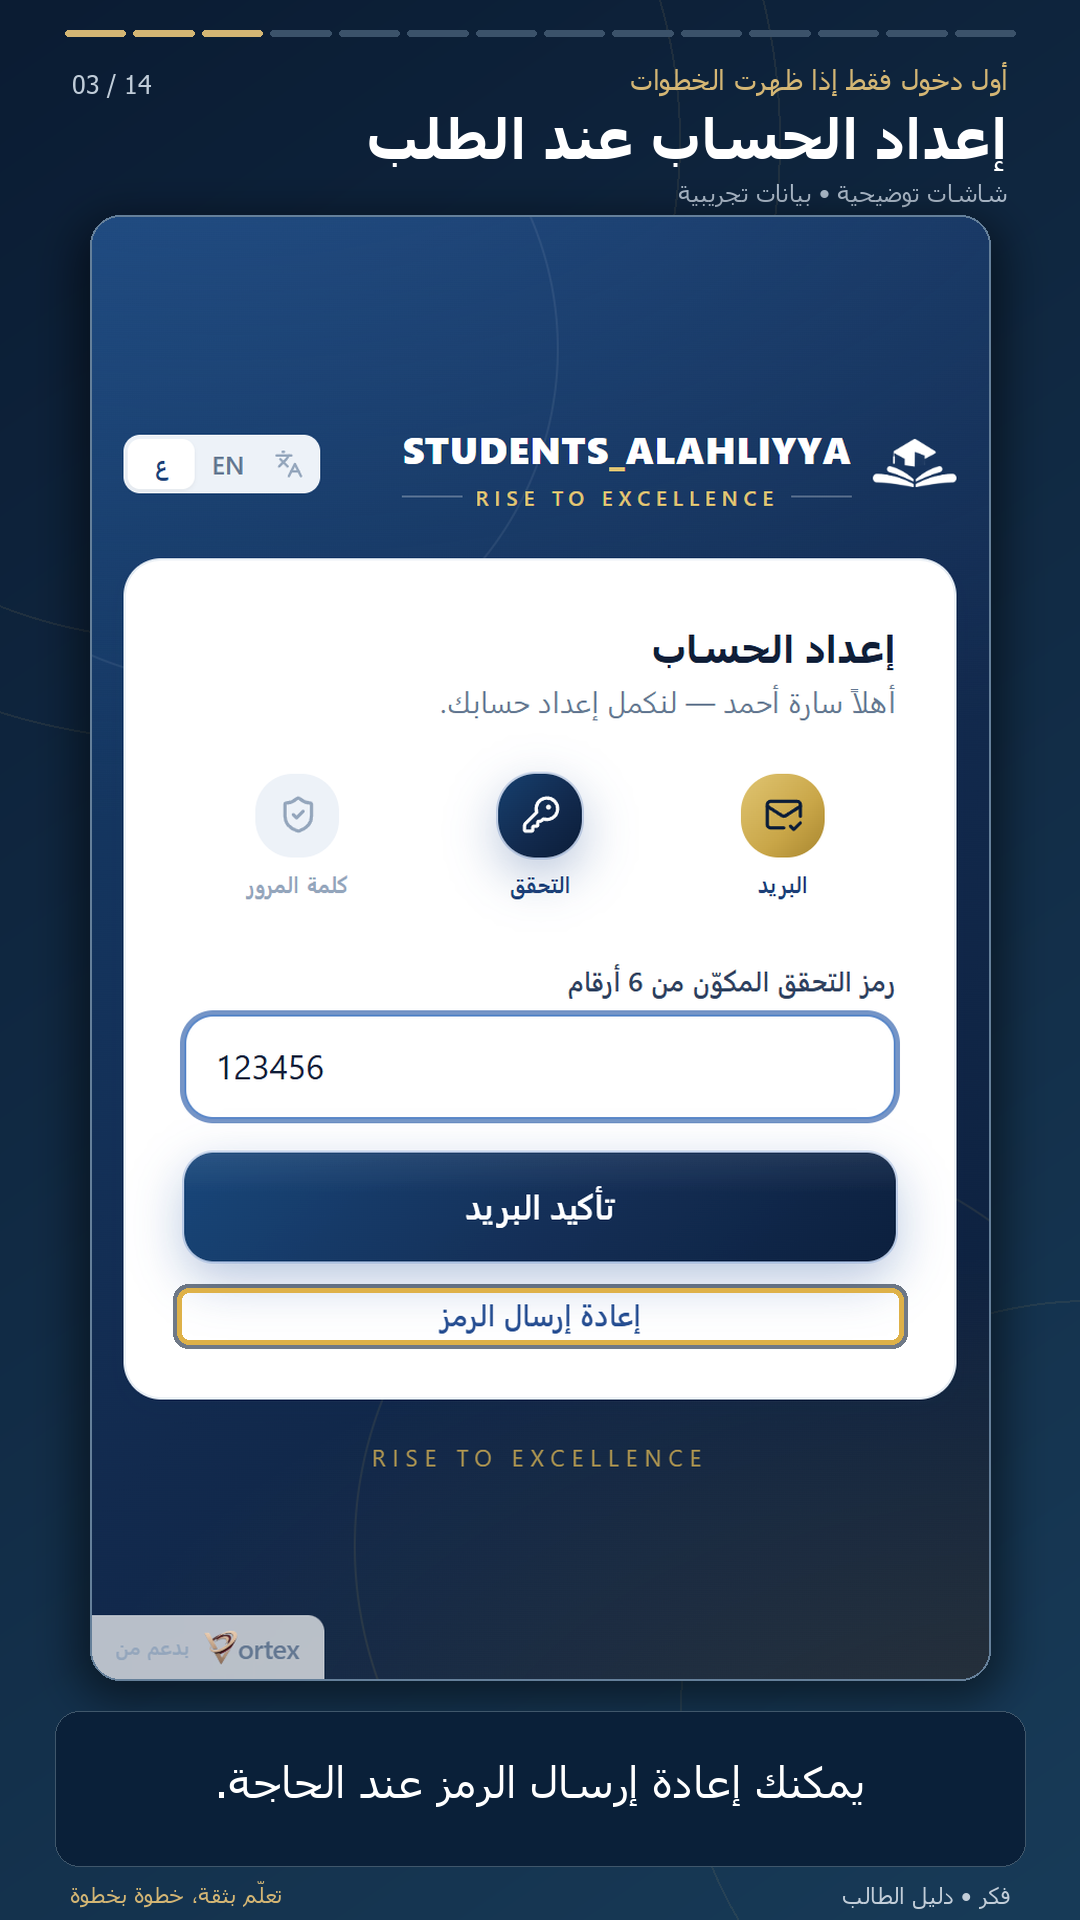 03 / 14
أول دخول فقط إذا ظهرت الخطوات
إعداد الحساب عند الطلب
شاشات توضيحية • بيانات تجريبية
STUDENTS_ALAHLIYYA
RISE TO EXCELLENCE
ع EN
إعداد الحساب
أهلاً سارة أحمد — لنكمل إعداد حسابك.
البريد
التحقق
كلمة المرور
رمز التحقق المكوّن من 6 أرقام
123456
تأكيد البريد
إعادة إرسال الرمز
RISE TO EXCELLENCE
بدعم من Vortex
يمكنك إعادة إرسال الرمز عند الحاجة.
فكر • دليل الطالب
تعلّم بثقة، خطوة بخطوة